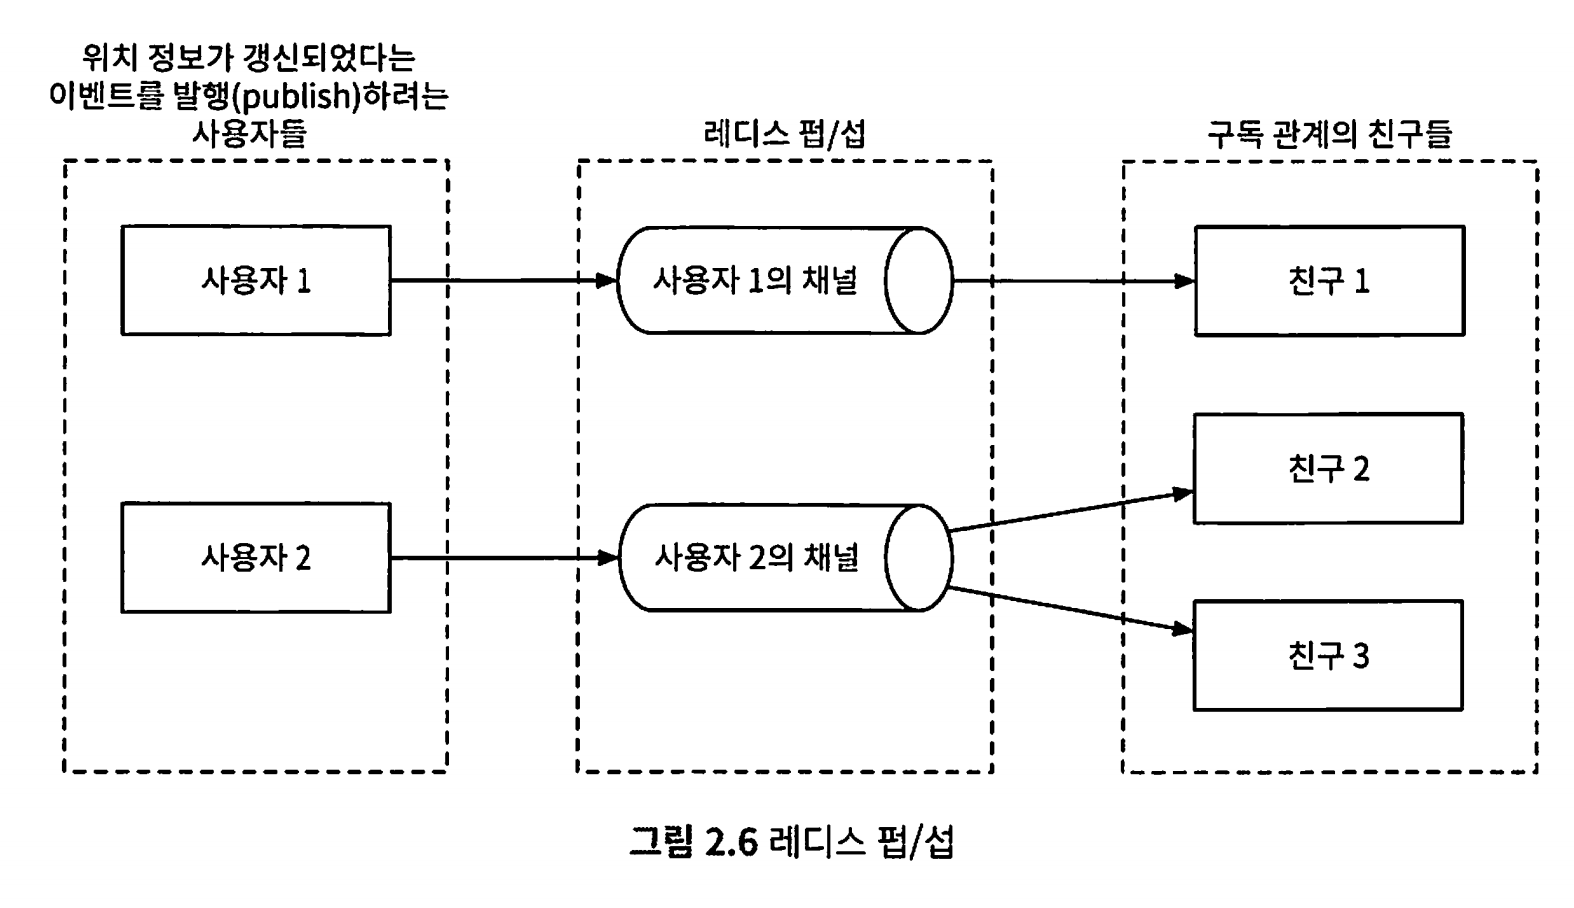 위치 정보가 갱신되었다는
이벤트를 발행(publish)하려는
사용자들
레디스 펍/섭
구독 관계의 친구들
사용자 1
사용자 1의 채널
친구 1
친구 2
사용자 2
사용자 2의 채널
친구 3
그림 2.6 레디스 펍/섭